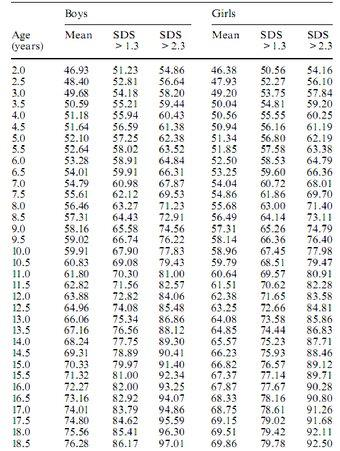 Boys Girls
Age Mean SDS SDS Mean SDS SDS
(years) > 1.3 > 2.3 > 1.3 > 2.3
2.0 46.93 51.23 54.86 46.38 50.56 54.16
2.5 48.40 52.81 56.64 47.93 52.27 56.10
3.0 49.68 54.18 58.20 49.20 53.75 57.84
3.5 50.59 55.21 59.44 50.04 54.81 59.20
4.0 51.18 55.94 60.43 50.56 55.55 60.25
4.5 51.64 56.59 61.38 50.94 56.16 61.19
5.0 52.10 57.25 62.38 51.34 56.80 62.19
5.5 52.64 58.02 63.52 51.85 57.58 63.38
6.0 53.28 58.91 64.84 52.50 58.53 64.79
6.5 54.01 59.91 66.31 53.25 59.60 66.36
7.0 54.79 60.98 67.87 54.04 60.72 68.01
7.5 55.61 62.12 69.53 54.86 61.86 69.70
8.0 56.46 63.27 71.23 55.68 63.00 71.40
8.5 57.31 64.43 72.91 56.49 64.14 73.11
9.0 58.16 65.58 74.56 57.31 65.26 74.79
9.5 59.02 66.74 76.22 58.14 66.36 76.40
10.0 59.91 67.90 77.83 58.96 67.45 77.98
10.5 60.83 69.08 79.43 59.79 68.51 79.47
11.0 61.80 70.30 81.00 60.64 69.57 80.91
11.5 62.82 71.56 82.57 61.51 70.62 82.28
12.0 63.88 72.82 84.06 62.38 71.65 83.58
12.5 64.96 74.08 85.48 63.25 72.66 84.81
13.0 66.06 75.34 86.86 64.08 73.58 85.86
13.5 67.16 76.56 88.12 64.85 74.44 86.83
14.0 68.24 77.75 89.30 65.57 75.23 87.71
14.5 69.31 78.89 90.41 66.23 75.93 88.46
15.0 70.33 79.97 91.40 66.82 76.57 89.12
15.5 71.32 81.00 92.34 67.37 77.14 89.71
16.0 72.27 82.00 93.25 67.87 77.67 90.28
16.5 73.16 82.92 94.07 68.33 78.16 90.80
17.0 74.01 83.79 94.86 68.75 78.61 91.26
17.5 74.80 84.62 95.59 69.15 79.02 91.68
18.0 75.56 85.41 96.30 69.51 79.42 92.11
18.5 76.28 86.17 97.01 69.86 79.78 92.50